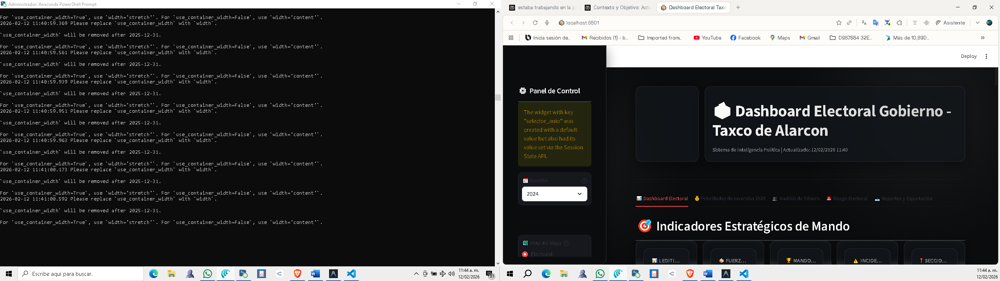 Administrador: Anaconda PowerShell Prompt
For `use_container_width=True`, use `width='stretch'`. For `use_container_width=False`, use `width='content'`.
2026-02-12 11:40:59.369 Please replace `use_container_width` with `width`.
`use_container_width` will be removed after 2025-12-31.
For `use_container_width=True`, use `width='stretch'`. For `use_container_width=False`, use `width='content'`.
2026-02-12 11:40:59.561 Please replace `use_container_width` with `width`.
`use_container_width` will be removed after 2025-12-31.
For `use_container_width=True`, use `width='stretch'`. For `use_container_width=False`, use `width='content'`.
2026-02-12 11:40:59.939 Please replace `use_container_width` with `width`.
`use_container_width` will be removed after 2025-12-31.
For `use_container_width=True`, use `width='stretch'`. For `use_container_width=False`, use `width='content'`.
2026-02-12 11:40:59.951 Please replace `use_container_width` with `width`.
`use_container_width` will be removed after 2025-12-31.
For `use_container_width=True`, use `width='stretch'`. For `use_container_width=False`, use `width='content'`.
2026-02-12 11:40:59.963 Please replace `use_container_width` with `width`.
`use_container_width` will be removed after 2025-12-31.
For `use_container_width=True`, use `width='stretch'`. For `use_container_width=False`, use `width='content'`.
2026-02-12 11:41:00.173 Please replace `use_container_width` with `width`.
`use_container_width` will be removed after 2025-12-31.
For `use_container_width=True`, use `width='stretch'`. For `use_container_width=False`, use `width='content'`.
2026-02-12 11:41:00.592 Please replace `use_container_width` with `width`.
`use_container_width` will be removed after 2025-12-31.
For `use_container_width=True`, use `width='stretch'`. For `use_container_width=False`, use `width='content'`.
Escribe aquí para buscar.
11:44 a. m.
12/02/2026
31
estaba trabajando en la p
Contexto y Objetivo: Actú
Dashboard Electoral Taxc
localhost:8501
Asistente
Inicia sesión de...
Recibidos (1) - b...
Imported from...
YouTube
Facebook
Maps
Gmail
0987654 32E...
Más de 10,890...
Deploy
Panel de Control
The widget with key
"selector_anio" was
created with a default
value but also had its
value set via the Session
State API.
Elección
2024
Vista del Mapa
Electoral
Dashboard Electoral Gobierno -
Taxco de Alarcon
Sistema de Inteligencia Política | Actualizado: 12/02/2026 11:40
Dashboard Electoral
Prioridades de Inversión 2025
Análisis de Género
Riesgo Electoral
Reportes y Exportación
Indicadores Estratégicos de Mando
LEGITI...
FUERZ...
MANDO...
INCIDE...
SECCIO...
11:44 a. m.
12/02/2026